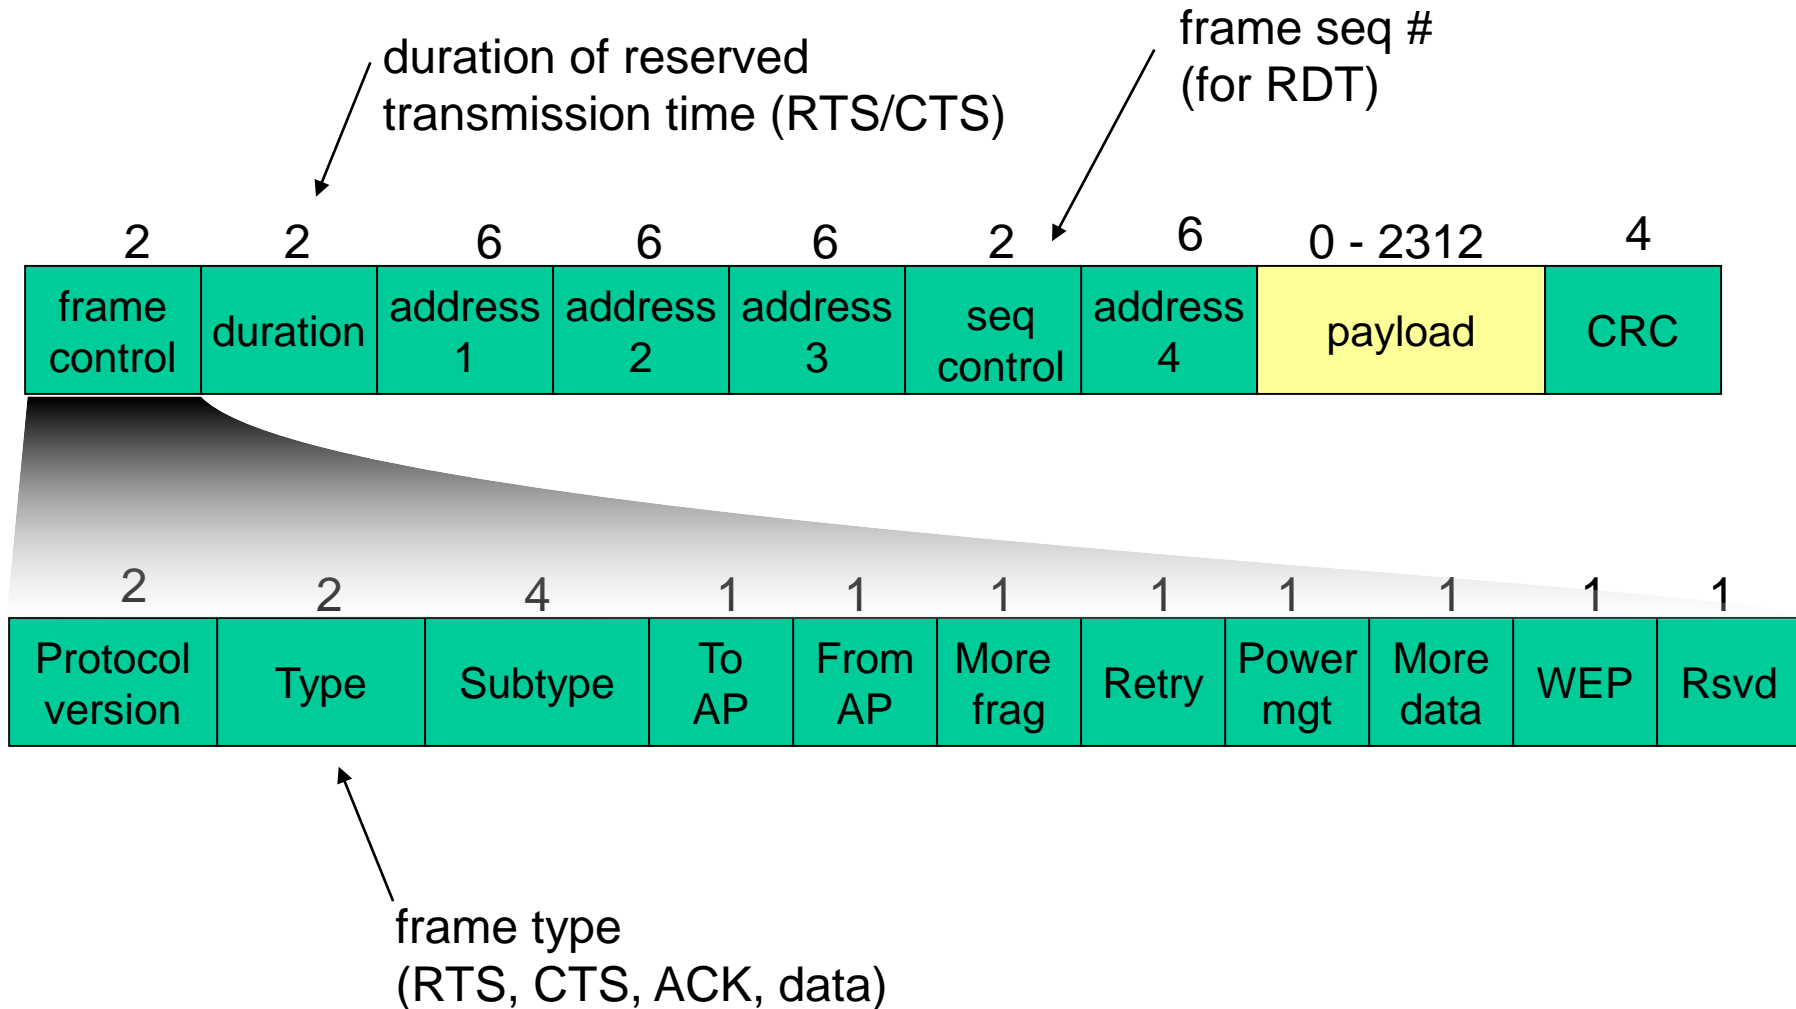 duration of reserved
transmission time (RTS/CTS)
frame seq #
(for RDT)
2 2 6 6 6 2 6 0 - 2312 4
frame
control
duration
address
1
address
2
address
3
seq
control
address
4
payload
CRC
2 2 4 1 1 1 1 1 1 1 1
Protocol
version
Type
Subtype
To
AP
From
AP
More
frag
Retry
Power
mgt
More
data
WEP
Rsvd
frame type
(RTS, CTS, ACK, data)